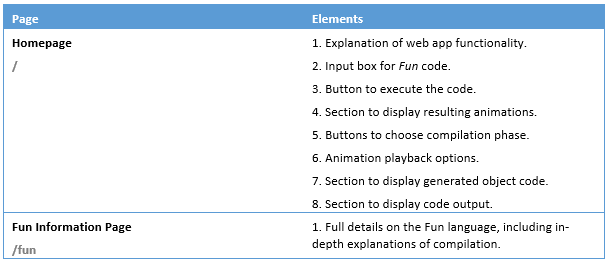 Page Elements
Homepage
/
1. Explanation of web app functionality.
2. Input box for Fun code.
3. Button to execute the code.
4. Section to display resulting animations.
5. Buttons to choose compilation phase.
6. Animation playback options.
7. Section to display generated object code.
8. Section to display code output.
Fun Information Page
/fun
1. Full details on the Fun language, including in-
depth explanations of compilation.